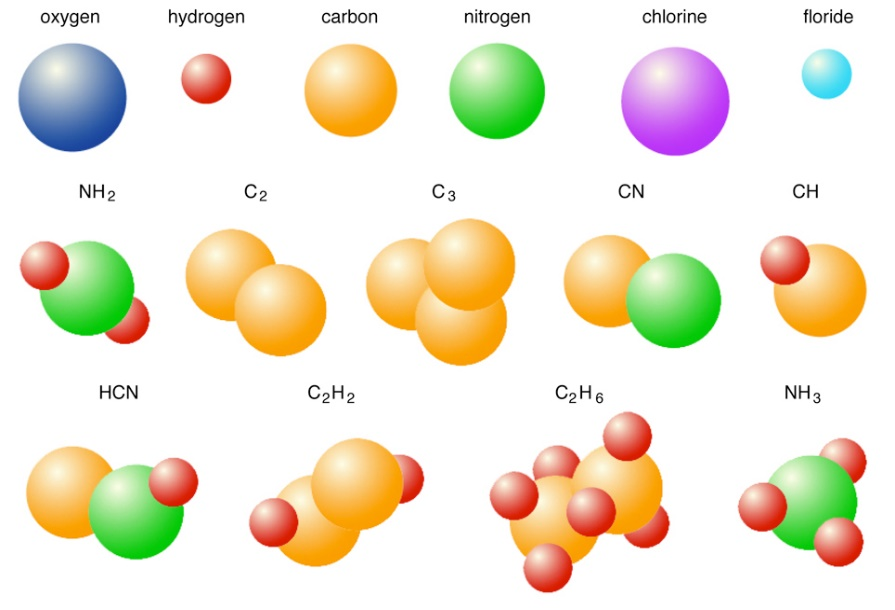 oxygen hydrogen carbon nitrogen chlorine floride
NH₂ C₂ C₃ CN CH
HCN C₂H₂ C₂H₆ NH₃